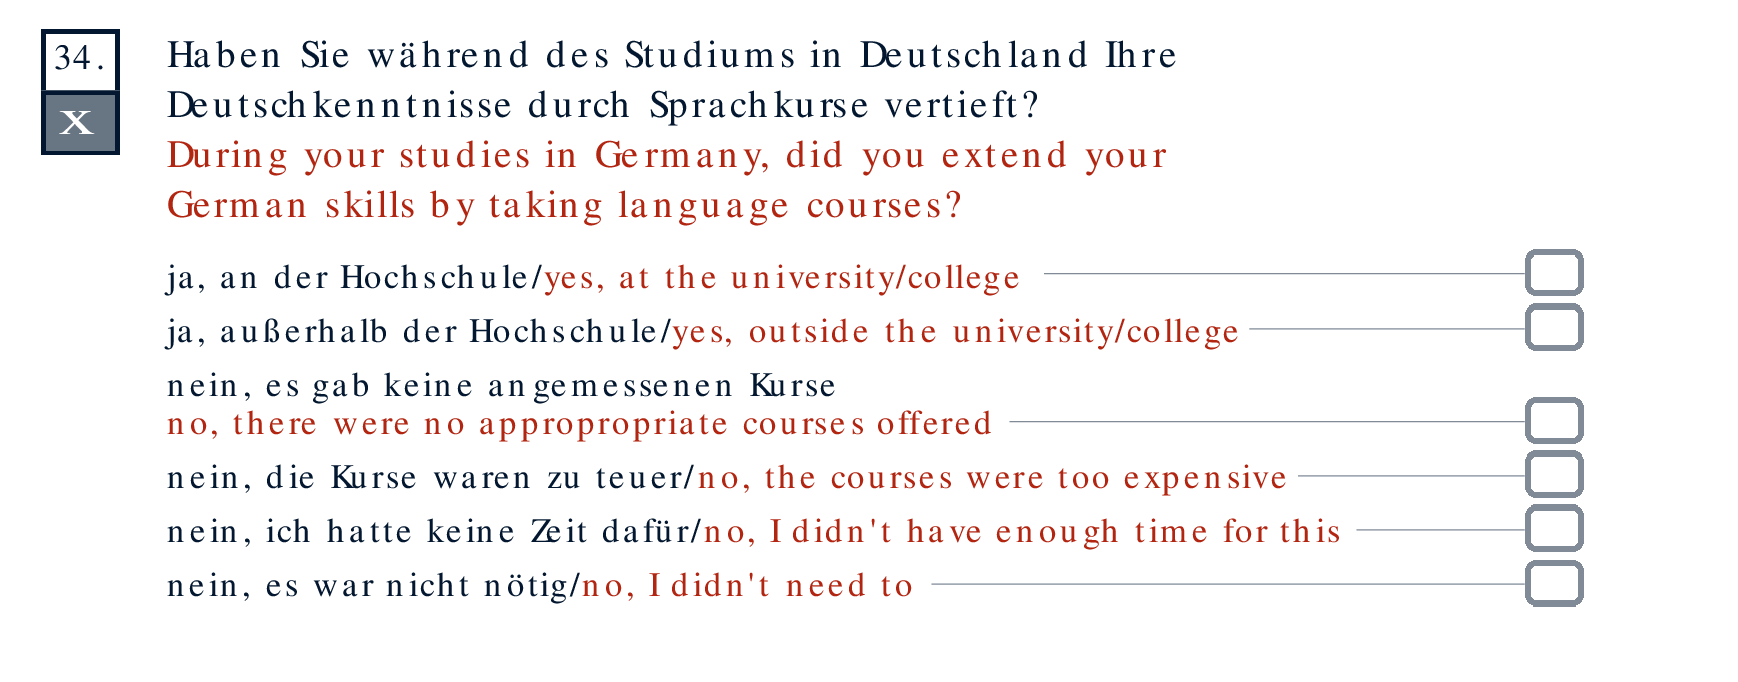 34.
X
Haben Sie während des Studiums in Deutschland Ihre
Deutschkenntnisse durch Sprachkurse vertieft?
During your studies in Germany, did you extend your
German skills by taking language courses?
ja, an der Hochschule/yes, at the university/college
ja, außerhalb der Hochschule/yes, outside the university/college
nein, es gab keine angemessenen Kurse
no, there were no appropropriate courses offered
nein, die Kurse waren zu teuer/no, the courses were too expensive
nein, ich hatte keine Zeit dafür/no, I didn't have enough time for this
nein, es war nicht nötig/no, I didn't need to